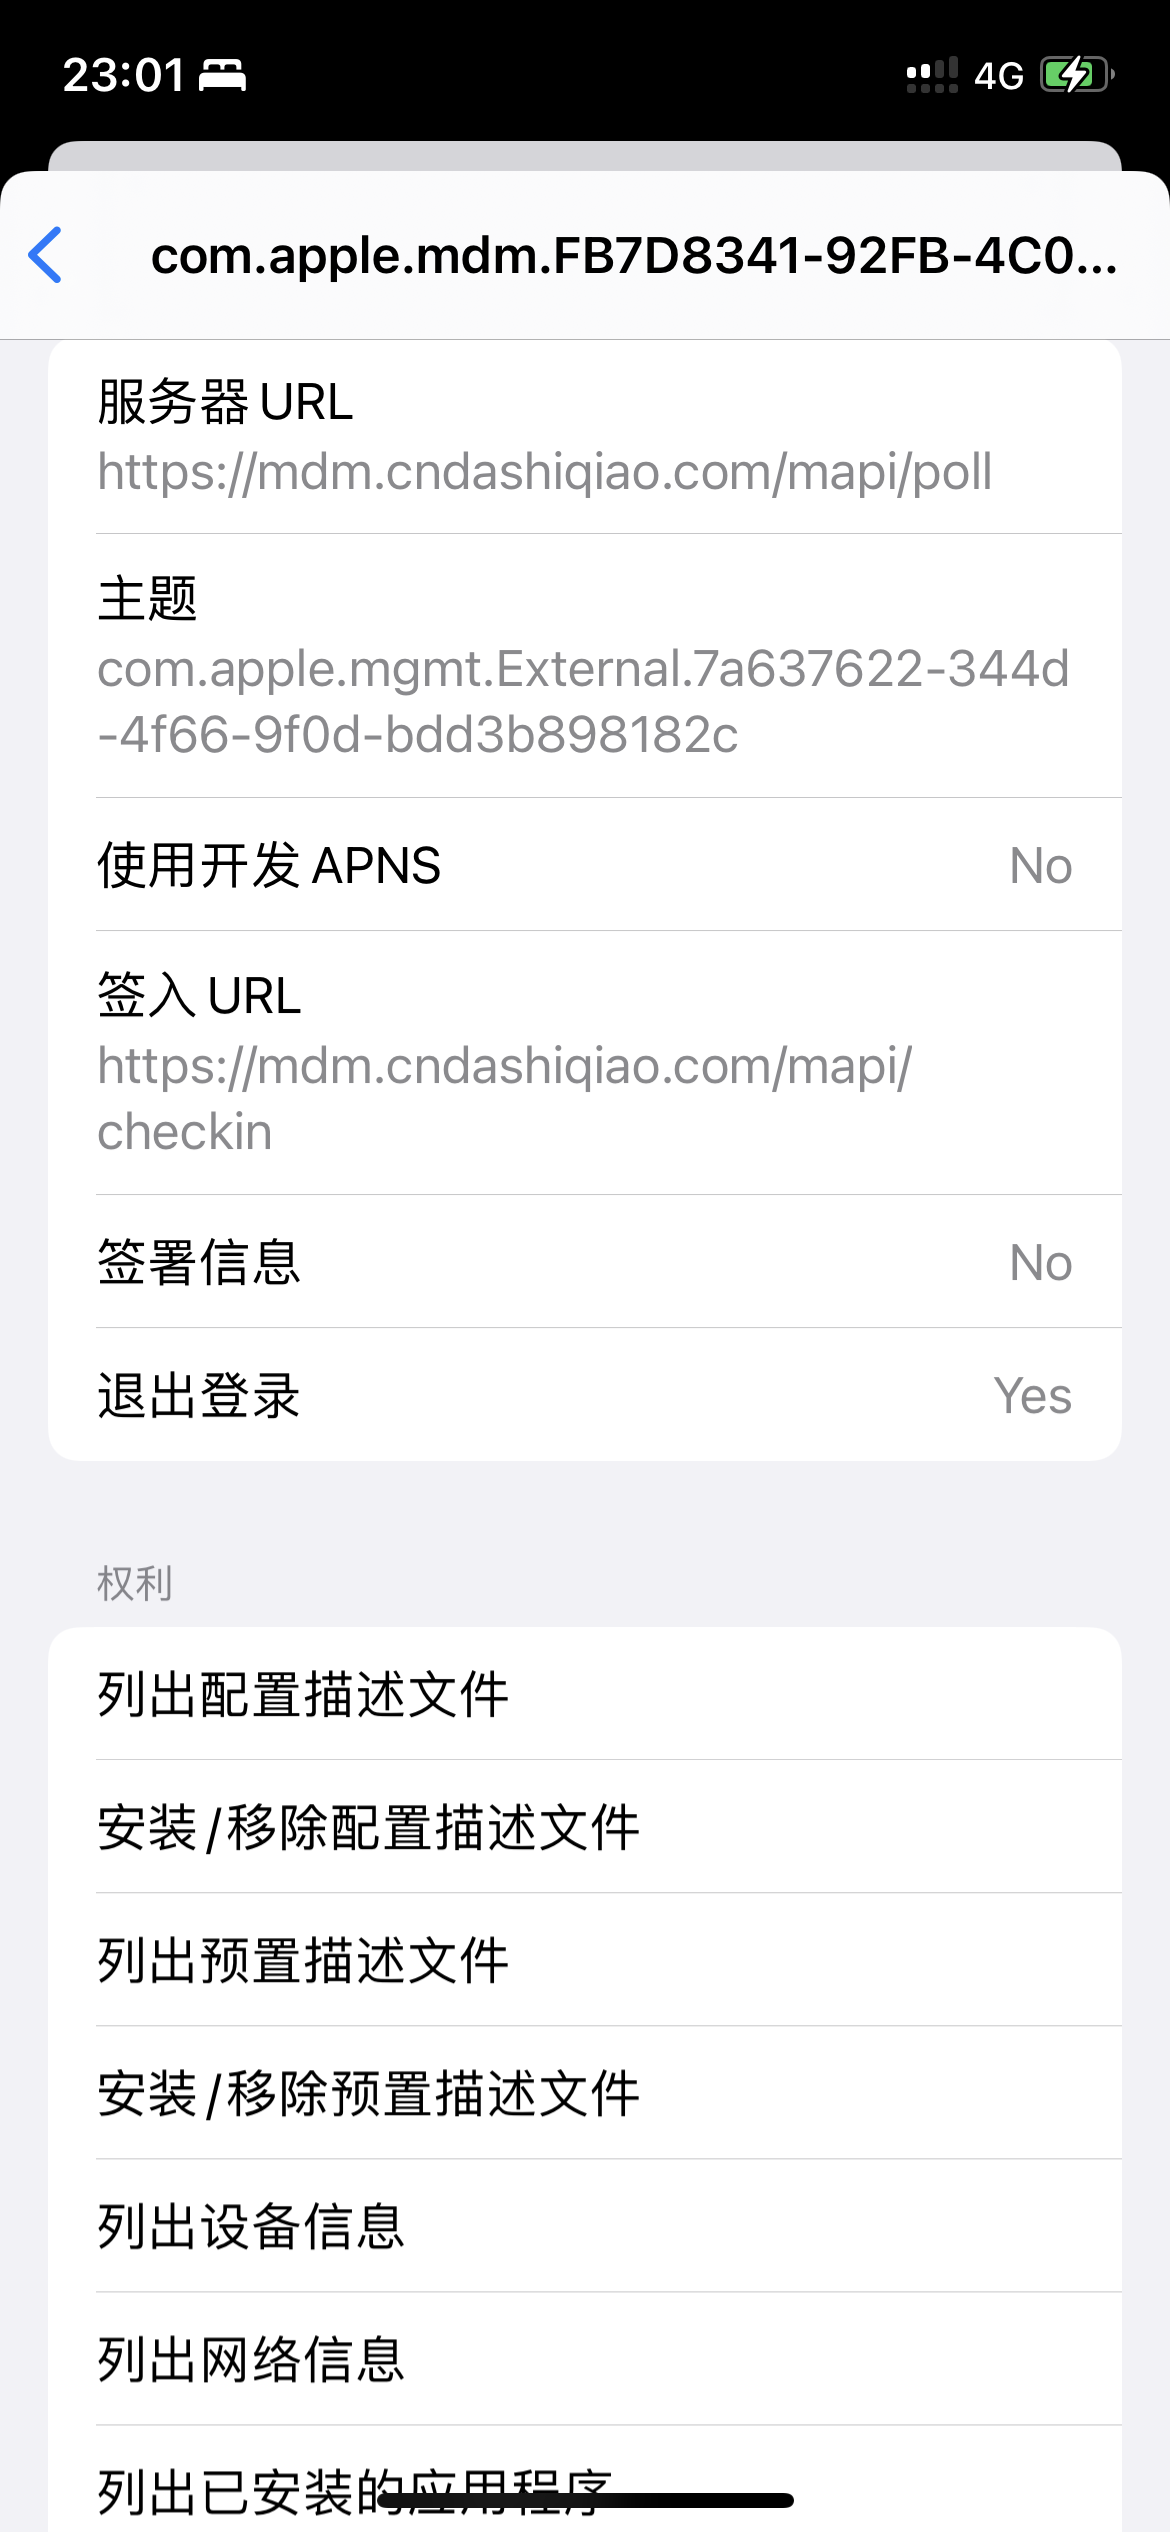 23:01
4G
com.apple.mdm.FB7D8341-92FB-4C0...
服务器 URL
https://mdm.cndashiqiao.com/mapi/poll
主题
com.apple.mgmt.External.7a637622-344d
-4f66-9f0d-bdd3b898182c
使用开发 APNS
No
签入 URL
https://mdm.cndashiqiao.com/mapi/
checkin
签署信息
No
退出登录
Yes
权利
列出配置描述文件
安装/移除配置描述文件
列出预置描述文件
安装/移除预置描述文件
列出设备信息
列出网络信息
列出已安装的应用程序